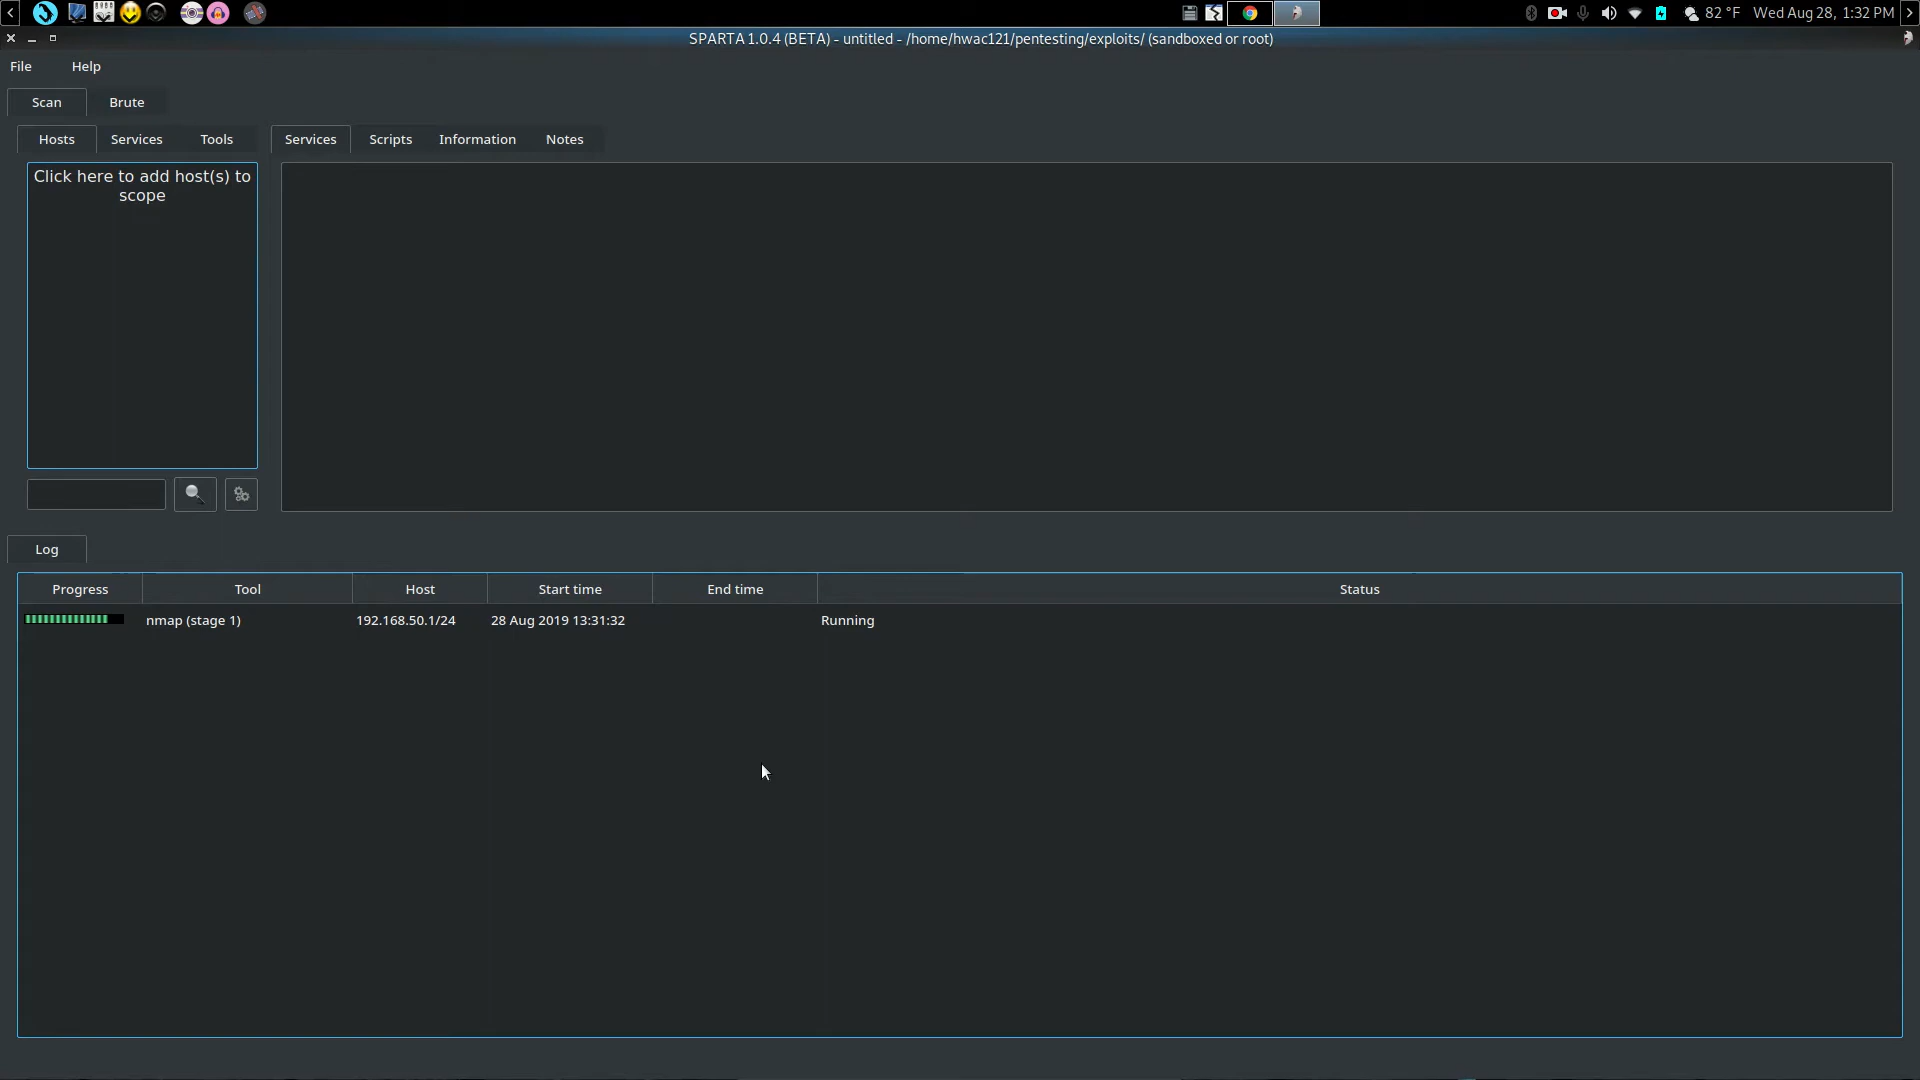 82 °F Wed Aug 28, 1:32 PM
SPARTA 1.0.4 (BETA) - untitled - /home/hwac121/pentesting/exploits/ (sandboxed or root)
File Help
Scan Brute
Hosts Services Tools Services Scripts Information Notes
Click here to add host(s) to
scope
Log
Progress Tool Host Start time End time Status
nmap (stage 1) 192.168.50.1/24 28 Aug 2019 13:31:32 Running